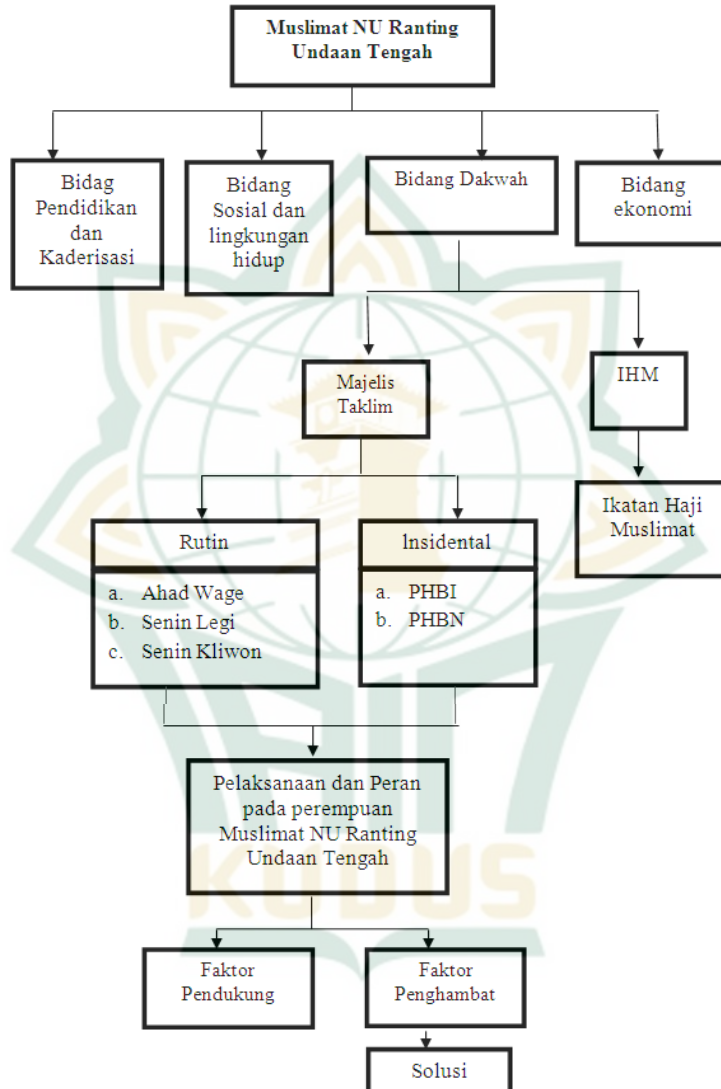 Muslimat NU Ranting
Undaan Tengah
Bidag
Pendidikan
dan
Kaderisasi
Bidang
Sosial dan
lingkungan
hidup
Bidang Dakwah
Bidang
ekonomi
Majelis
Taklim
IHM
Ikatan Haji
Muslimat
Rutin
a. Ahad Wage
b. Senin Legi
c. Senin Kliwon
Insidental
a. PHBI
b. PHBN
Pelaksanaan dan Peran
pada perempuan
Muslimat NU Ranting
Undaan Tengah
Faktor
Pendukung
Faktor
Penghambat
Solusi
KUDUS